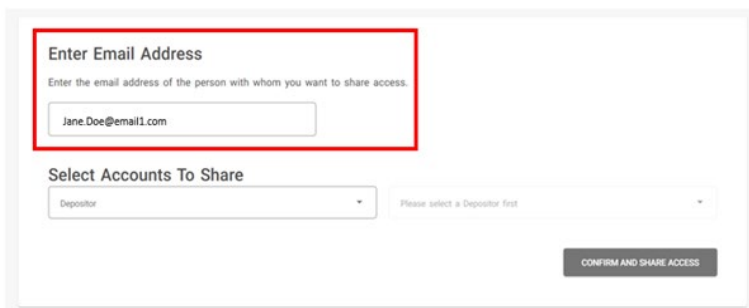 Enter Email Address
Enter the email address of the person with whom you want to share access.
Jane.Doe@email1.com
Select Accounts To Share
Depositor
Please select a Depositor first
CONFIRM AND SHARE ACCESS